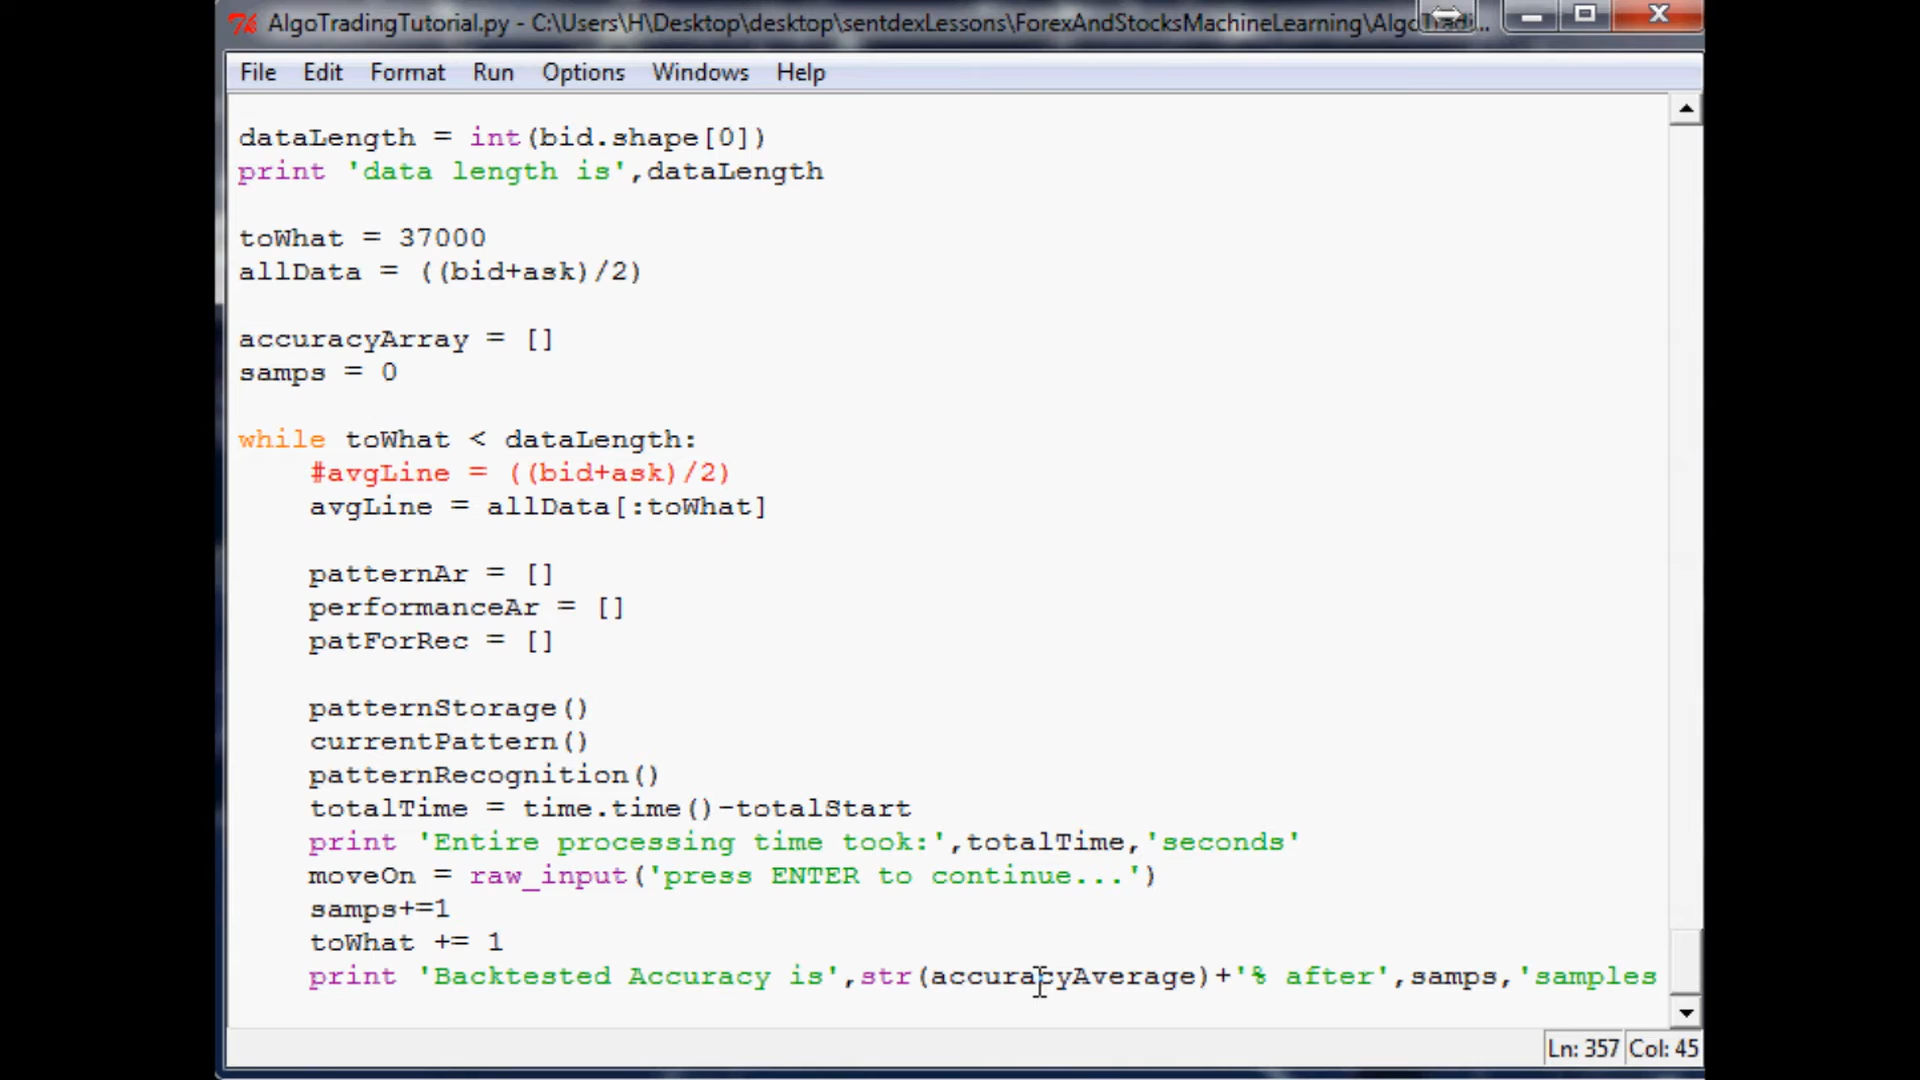 AlgoTradingTutorial.py - C:\Users\H\Desktop\desktop\sentdexLessons\ForexAndStocksMachineLearning\AlgoTradi...
File Edit Format Run Options Windows Help
dataLength = int(bid.shape[0])
print 'data length is',dataLength
toWhat = 37000
allData = ((bid+ask)/2)
accuracyArray = []
samps = 0
while toWhat < dataLength:
#avgLine = ((bid+ask)/2)
avgLine = allData[:toWhat]
patternAr = []
performanceAr = []
patForRec = []
patternStorage()
currentPattern()
patternRecognition()
totalTime = time.time()-totalStart
print 'Entire processing time took:',totalTime,'seconds'
moveOn = raw_input('press ENTER to continue...')
samps+=1
toWhat += 1
print 'Backtested Accuracy is',str(accuracyAverage)+'% after',samps,'samples
Ln: 357 Col: 45